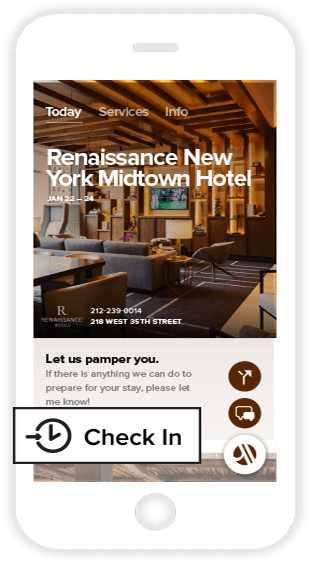 Today Services Info
Renaissance New
York Midtown Hotel
JAN 22 – 24
R
RENAISSANCE
HOTELS
212-239-0014
218 WEST 35TH STREET
Let us pamper you.
If there is anything we can do to
prepare for your stay, please let
me know!
Check In